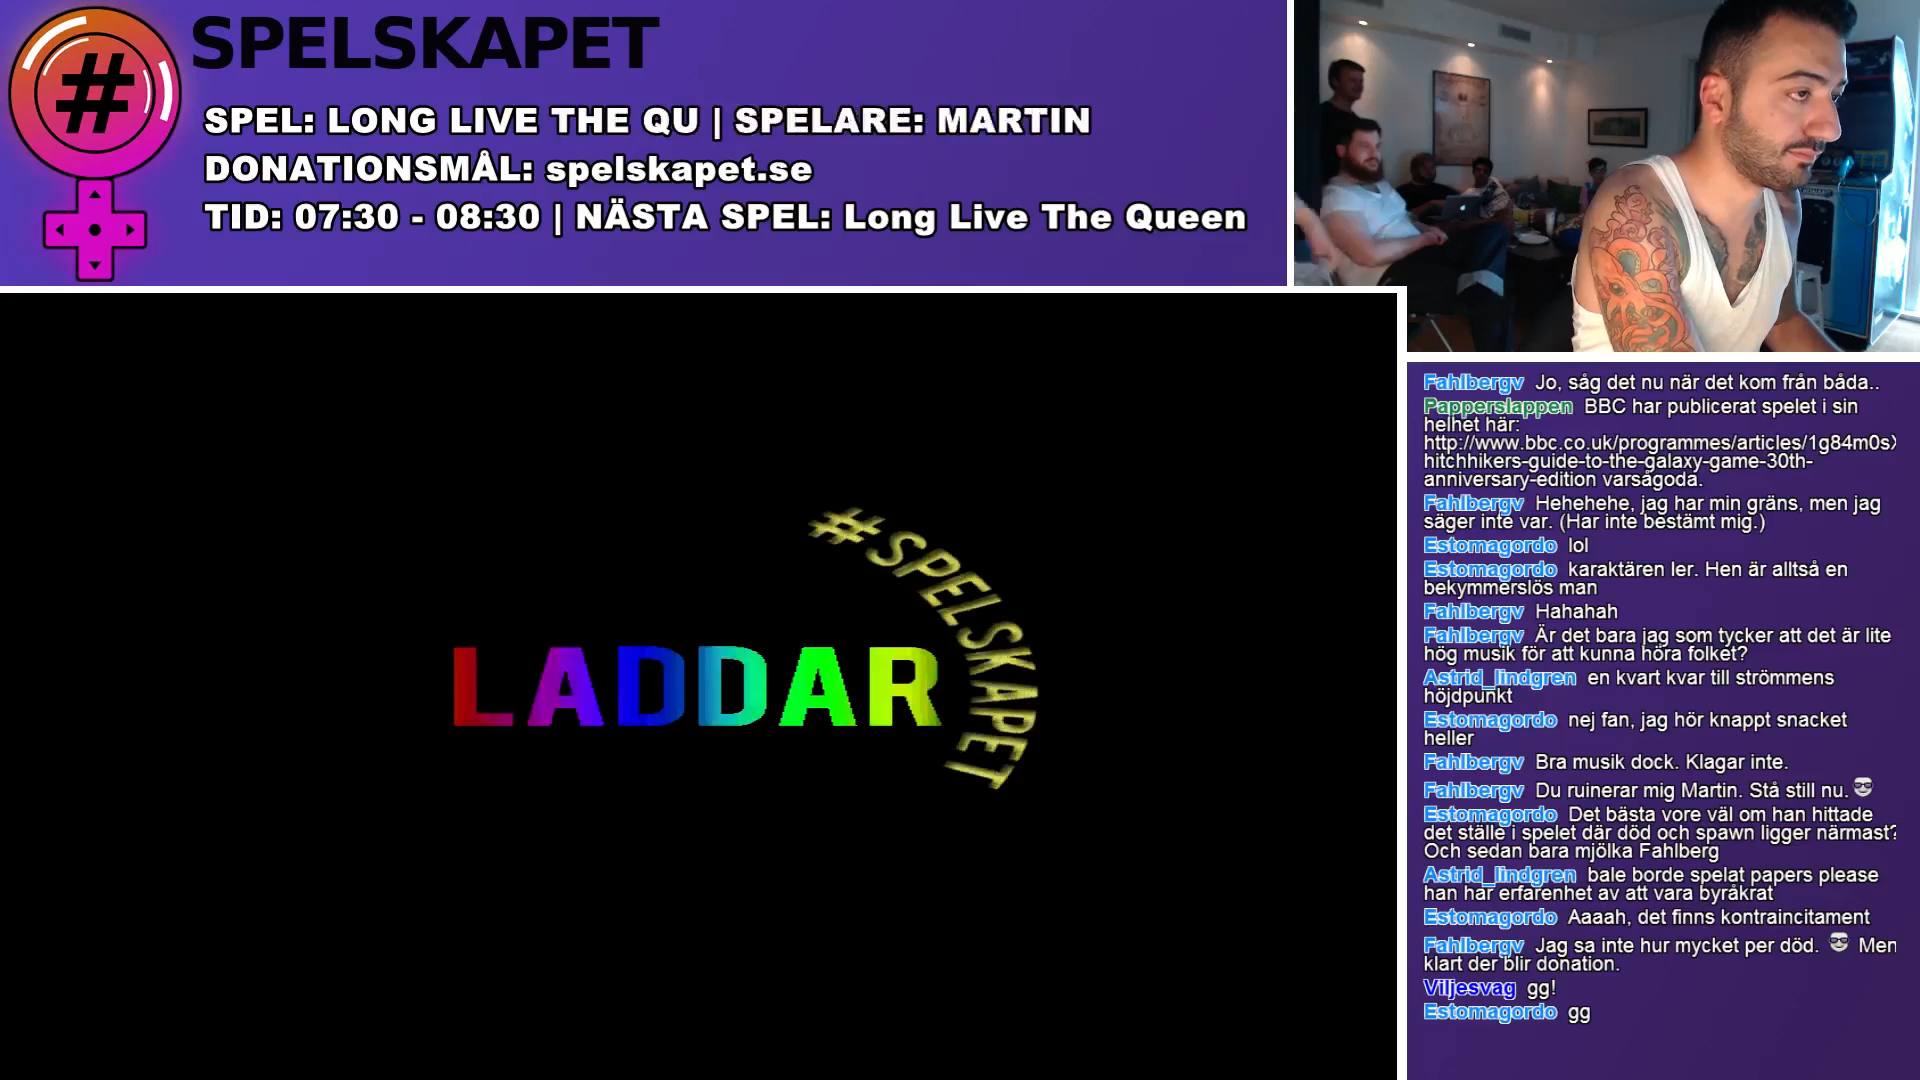 #
SPELSKAPET
SPEL: LONG LIVE THE QU | SPELARE: MARTIN
DONATIONSMÅL: spelskapet.se
TID: 07:30 - 08:30 | NÄSTA SPEL: Long Live The Queen
#SPELSKAPET
LADDAR
Fahlbergv Jo, såg det nu när det kom från båda..
Papperslappen BBC har publicerat spelet i sin
helhet här:
http://www.bbc.co.uk/programmes/articles/1g84m0sX
hitchhikers-guide-to-the-galaxy-game-30th-
anniversary-edition varsågoda.
Fahlbergv Hehehehe, jag har min gräns, men jag
säger inte var. (Har inte bestämt mig.)
Estomagordo lol
Estomagordo karaktären ler. Hen är alltså en
bekymmerslös man
Fahlbergv Hahahah
Fahlbergv Är det bara jag som tycker att det är lite
hög musik för att kunna höra folket?
Astrid_lindgren en kvart kvar till strömmens
höjdpunkt
Estomagordo nej fan, jag hör knappt snacket
heller
Fahlbergv Bra musik dock. Klagar inte.
Fahlbergv Du ruinerar mig Martin. Stå still nu.
Estomagordo Det bästa vore väl om han hittade
det ställe i spelet där död och spawn ligger närmast?
Och sedan bara mjölka Fahlberg
Astrid_lindgren bale borde spelat papers please
han har erfarenhet av att vara byråkrat
Estomagordo Aaaah, det finns kontraincitament
Fahlbergv Jag sa inte hur mycket per död. Men
klart der blir donation.
Viljesvag gg!
Estomagordo gg